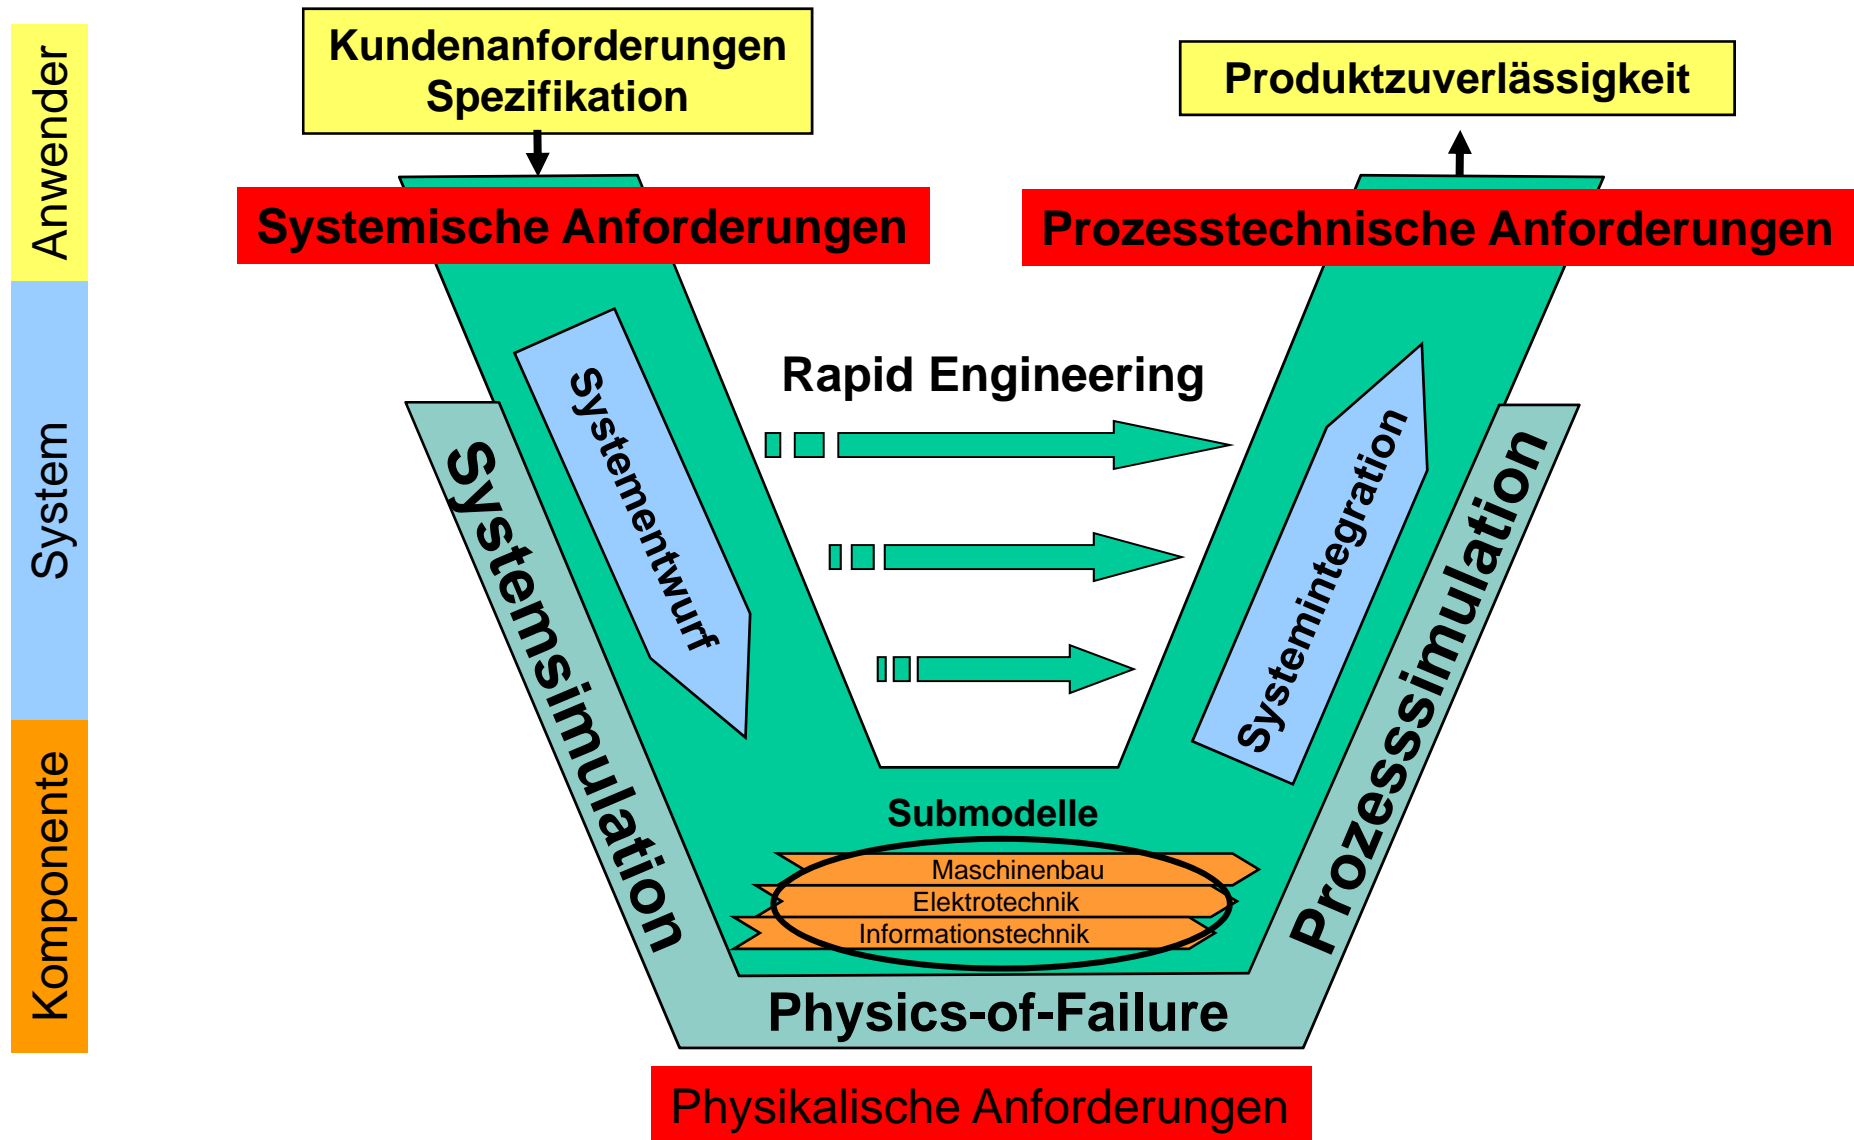 Kundenanforderungen
Spezifikation
Produktzuverlässigkeit
Anwender
Systemische Anforderungen
Prozesstechnische Anforderungen
Rapid Engineering
Systementwurf
Systemintegration
System
Systemsimulation
Prozesssimulation
Komponente
Submodelle
Maschinenbau
Elektrotechnik
Informationstechnik
Physics-of-Failure
Physikalische Anforderungen